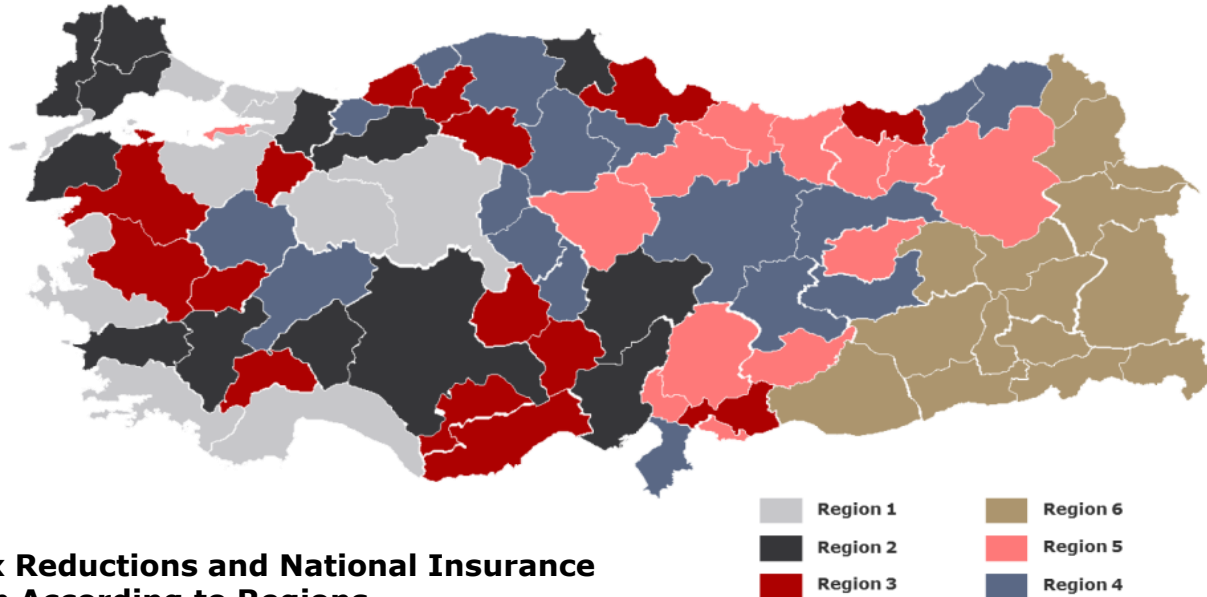 Region 1
Region 6
Region 2
Region 5
Region 3
Region 4
Reductions and National Insurance
According to Regions